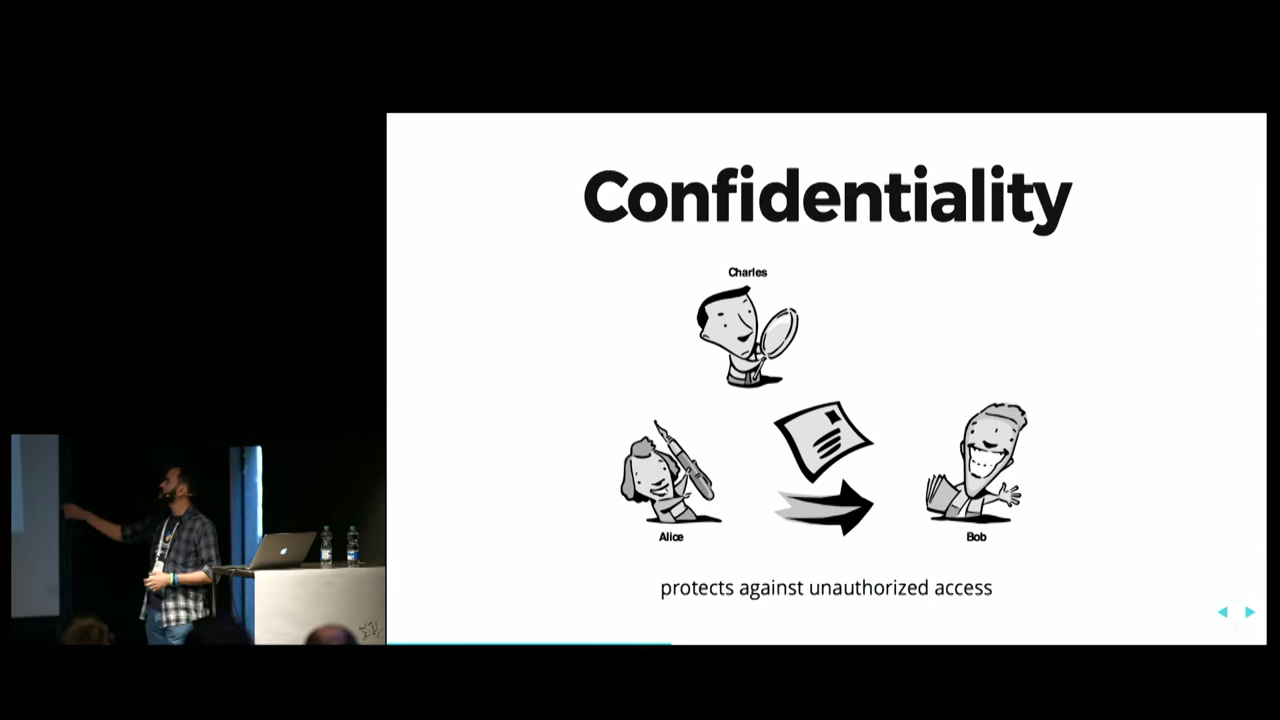 Confidentiality
Charles
Alice
Bob
protects against unauthorized access